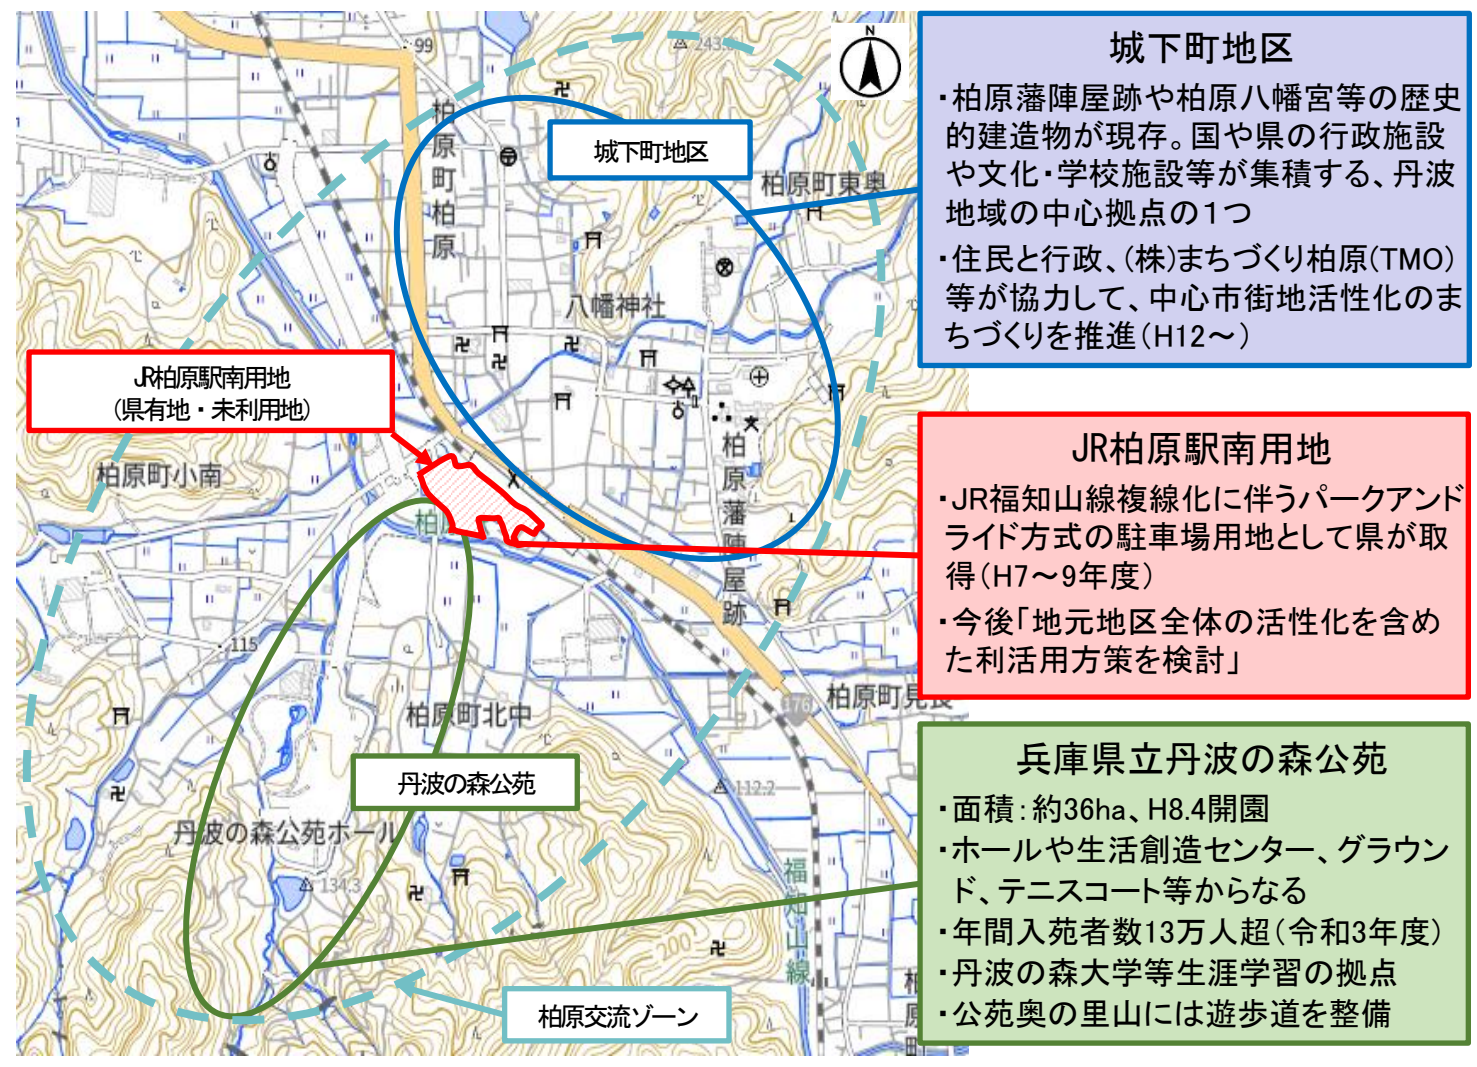 城下町地区
・柏原藩陣屋跡や柏原八幡宮等の歴史
的建造物が現存。国や県の行政施設
や文化・学校施設等が集積する、丹波
地域の中心拠点の1つ
・住民と行政、(株)まちづくり柏原(TMO)
等が協力して、中心市街地活性化のま
ちづくりを推進(H12~)
JR柏原駅南用地
・JR福知山線複線化に伴うパークアンド
ライド方式の駐車場用地として県が取
得(H7~9年度)
・今後「地元地区全体の活性化を含め
た利活用方策を検討」
兵庫県立丹波の森公苑
・面積:約36ha、H8.4開園
・ホールや生活創造センター、グラウン
ド、テニスコート等からなる
・年間入苑者数13万人超(令和3年度)
・丹波の森大学等生涯学習の拠点
・公苑奥の里山には遊歩道を整備
N
99
柏原町柏原
城下町地区
柏原町東奥
八幡神社
JR柏原駅南用地
(県有地・未利用地)
柏原町小南
柏原藩陣屋跡
115
柏原町北中
176
柏原町見長
丹波の森公苑
112.2
丹波の森公苑ホール
134.3
福知山線
200
柏原交流ゾーン